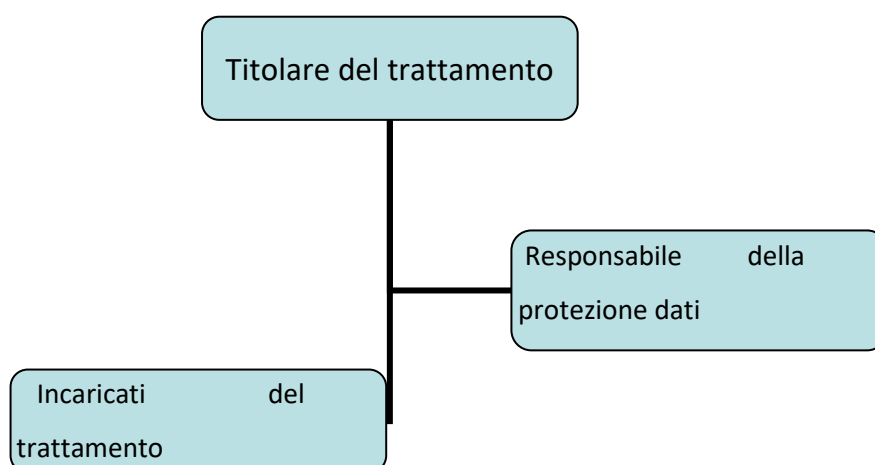 Titolare del trattamento
Responsabile della
protezione dati
Incaricati del
trattamento